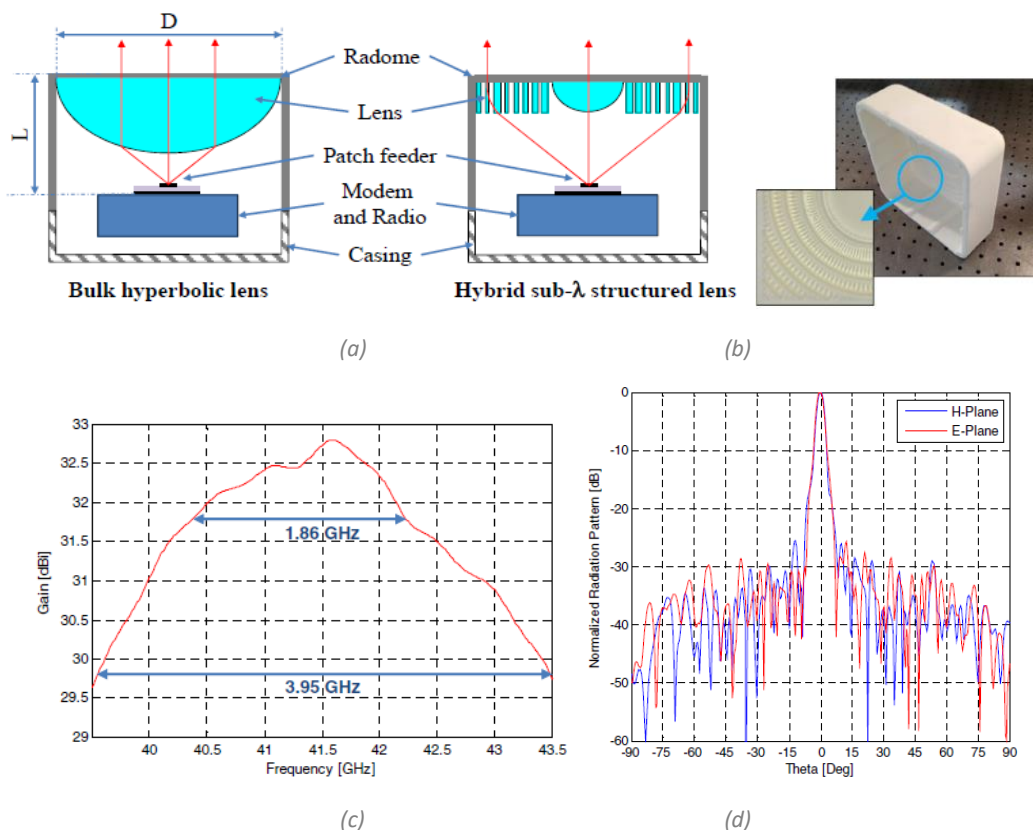 D
L
Radome
Lens
Patch feeder
Modem
and Radio
Casing
Bulk hyperbolic lens
Hybrid sub-λ structured lens
(a)
(b)
33
32.5
32
31.5
31
30.5
30
29.5
29
Gain [dBi]
1.86 GHz
3.95 GHz
40
40.5
41
41.5
42
42.5
43
43.5
Frequency [GHz]
(c)
0
-10
-20
-30
-40
-50
-60
Normalized Radiation Pattern [dB]
H-Plane
E-Plane
-90
-75
-60
-45
-30
-15
0
15
30
45
60
75
90
Theta [Deg]
(d)